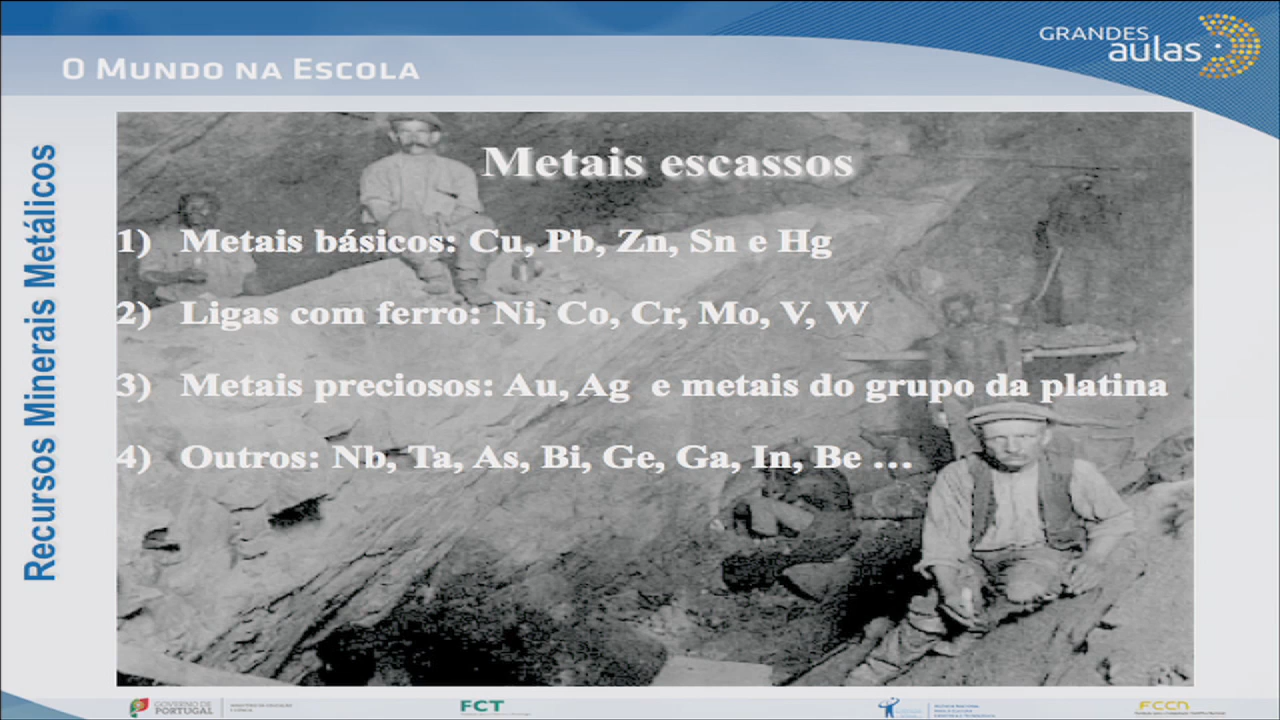 GRANDES
aulas
O MUNDO NA ESCOLA
Recursos Minerais Metálicos
Metais escassos
1) Metais básicos: Cu, Pb, Zn, Sn e Hg
2) Ligas com ferro: Ni, Co, Cr, Mo, V, W
3) Metais preciosos: Au, Ag e metais do grupo da platina
4) Outros: Nb, Ta, As, Bi, Ge, Ga, In, Be ...
GOVERNO DE
PORTUGAL
FCT
FCCN